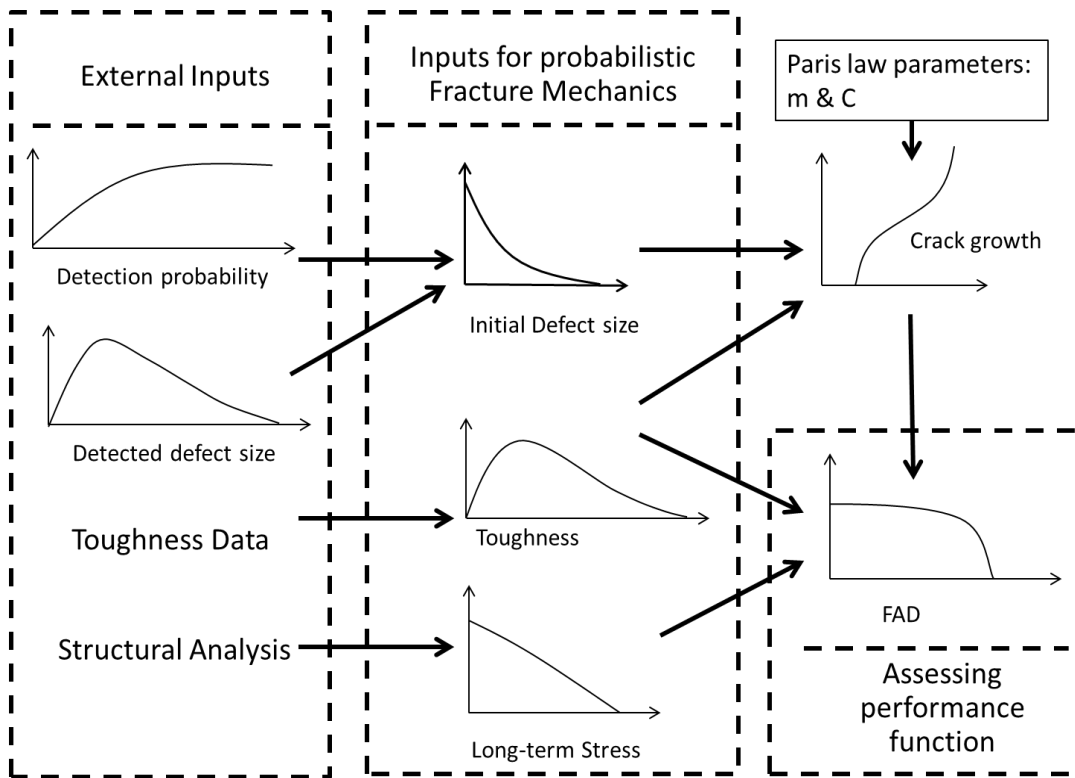 External Inputs
Detection probability
Detected defect size
Toughness Data
Structural Analysis
Inputs for probabilistic
Fracture Mechanics
Initial Defect size
Toughness
Long-term Stress
Paris law parameters:
m & C
Crack growth
FAD
Assessing
performance
function